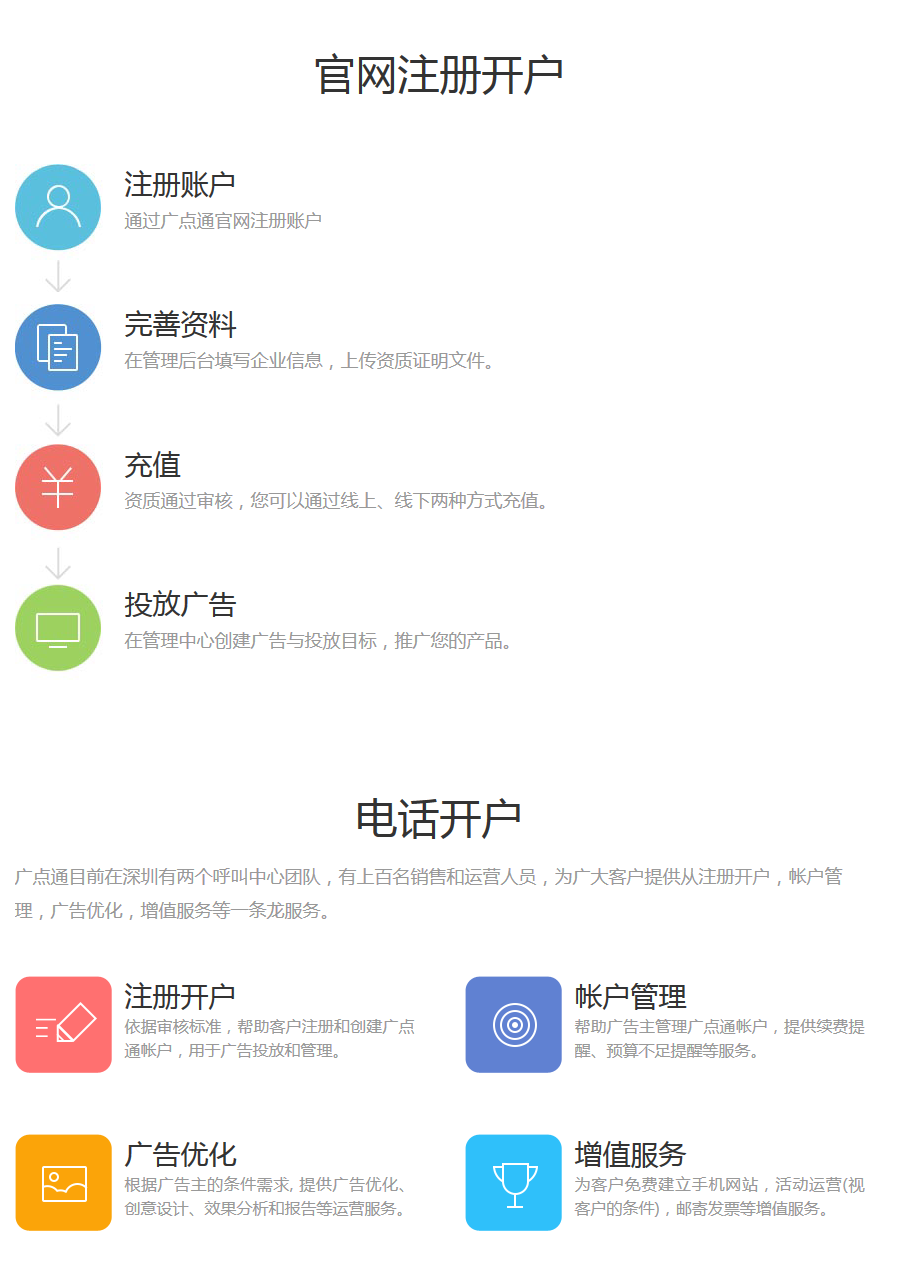 官网注册开户
注册账户
通过广点通官网注册账户
完善资料
在管理后台填写企业信息，上传资质证明文件。
充值
资质通过审核，您可以通过线上、线下两种方式充值。
投放广告
在管理中心创建广告与投放目标，推广您的产品。
电话开户
广点通目前在深圳有两个呼叫中心团队，有上百名销售和运营人员，为广大客户提供从注册开户，帐户管
理，广告优化，增值服务等一条龙服务。
注册开户
依据审核标准，帮助客户注册和创建广点
通帐户，用于广告投放和管理。
帐户管理
帮助广告主管理广点通帐户，提供续费提
醒、预算不足提醒等服务。
广告优化
根据广告主的条件需求, 提供广告优化、
创意设计、效果分析和报告等运营服务。
增值服务
为客户免费建立手机网站，活动运营(视
客户的条件)，邮寄发票等增值服务。